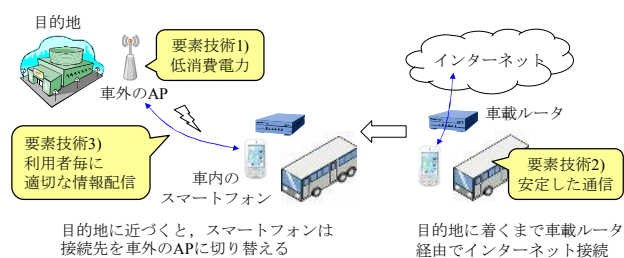 目的地
要素技術1)
低消費電力
車外のAP
要素技術3)
利用者毎に
適切な情報配信
車内の
スマートフォン
目的地に近づくと，スマートフォンは
接続先を車外のAPに切り替える
インターネット
車載ルータ
要素技術2)
安定した通信
目的地に着くまで車載ルータ
経由でインターネット接続